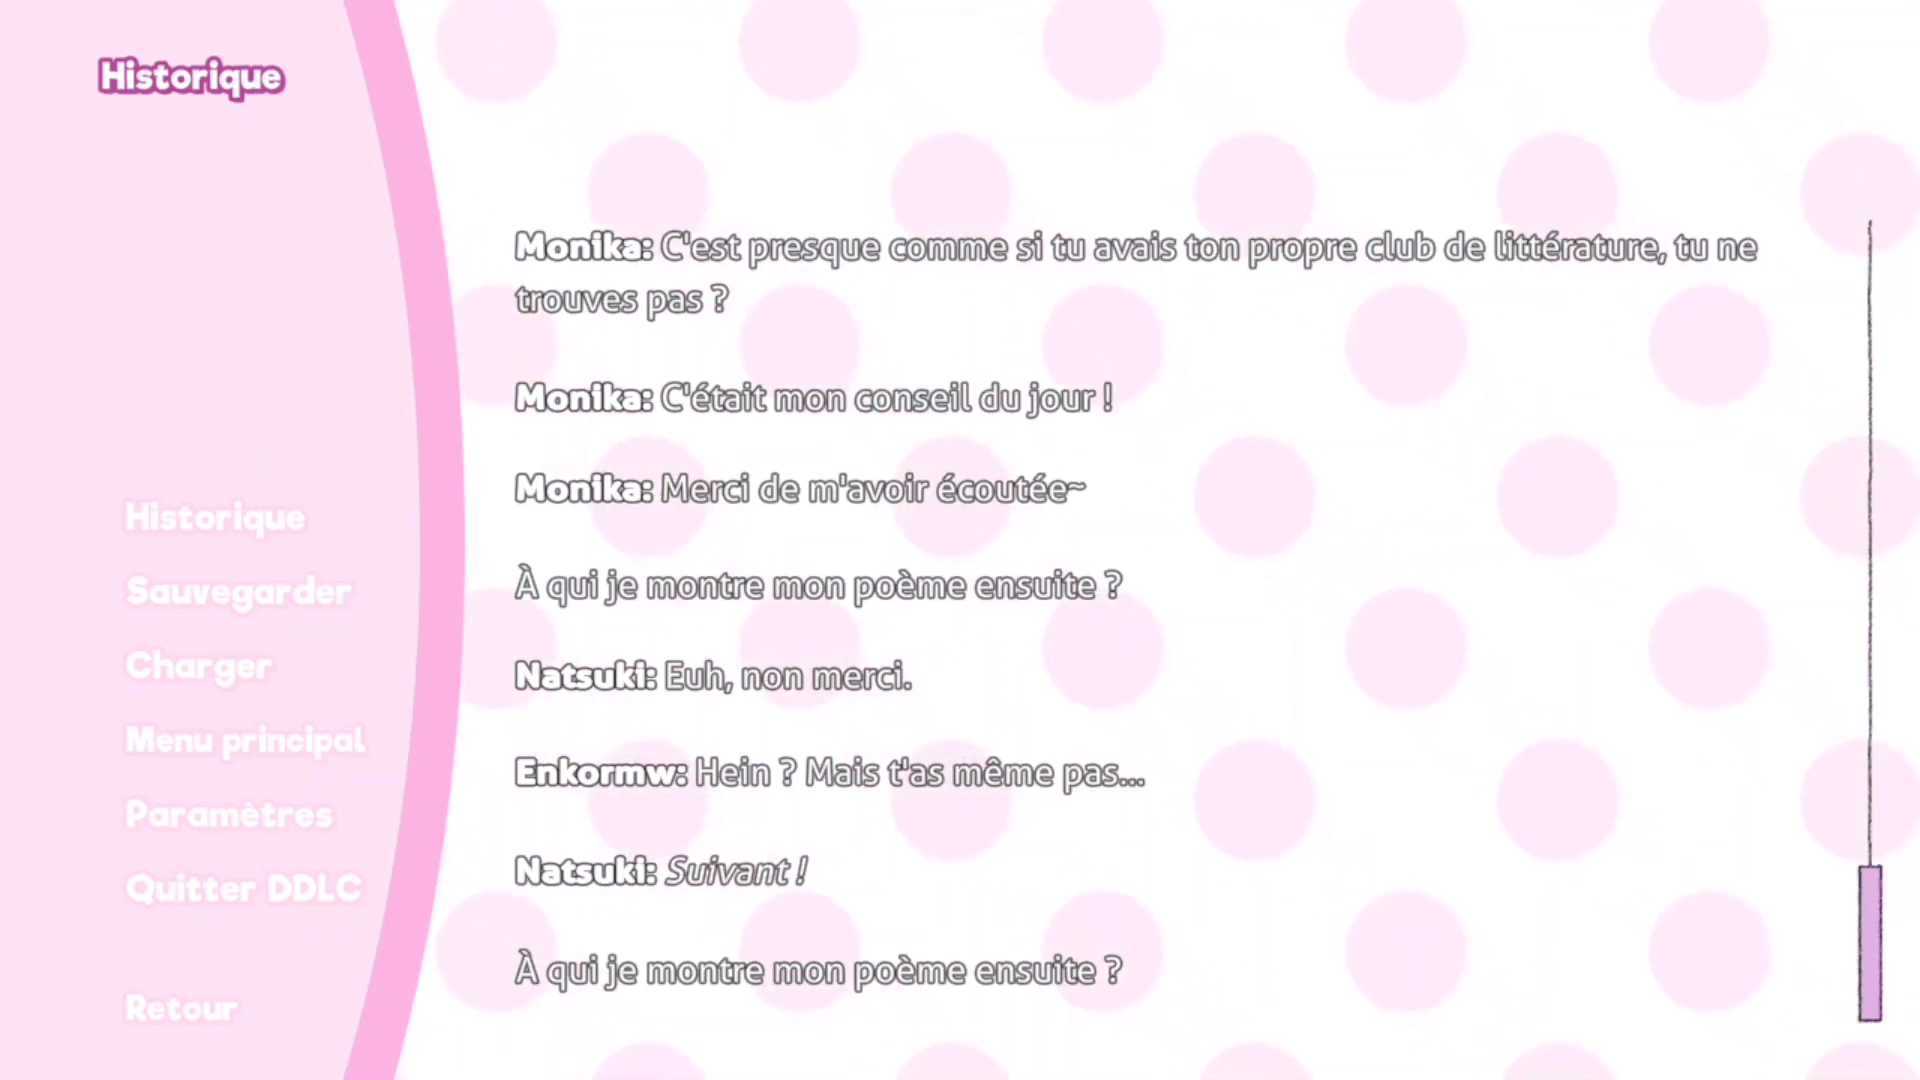 Historique
Monika: C'est presque comme si tu avais ton propre club de littérature, tu ne
trouves pas ?
Monika: C'était mon conseil du jour !
Monika: Merci de m'avoir écoutée~
À qui je montre mon poème ensuite ?
Natsuki: Euh, non merci.
Enkormw: Hein ? Mais t'as même pas...
Natsuki: Suivant !
À qui je montre mon poème ensuite ?
Historique
Sauvegarder
Charger
Menu principal
Paramètres
Quitter DDLC
Retour